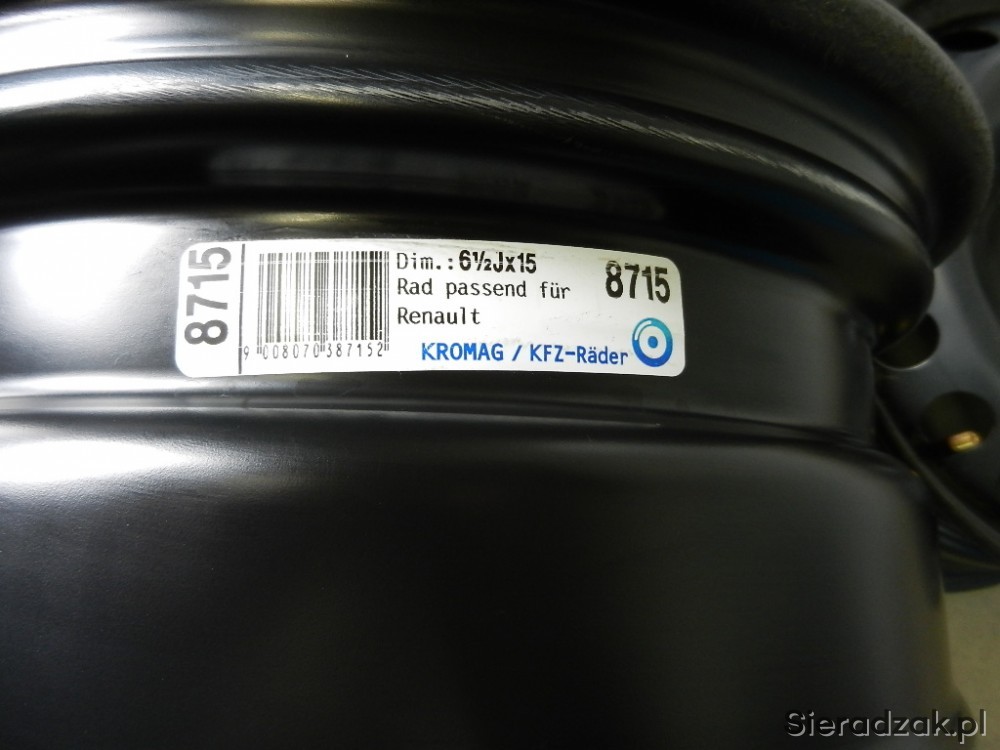 8715
9 008070 387152
Dim.: 6½Jx15
Rad passend für
Renault
8715
KROMAG / KFZ-Räder
Sieradzak.pl